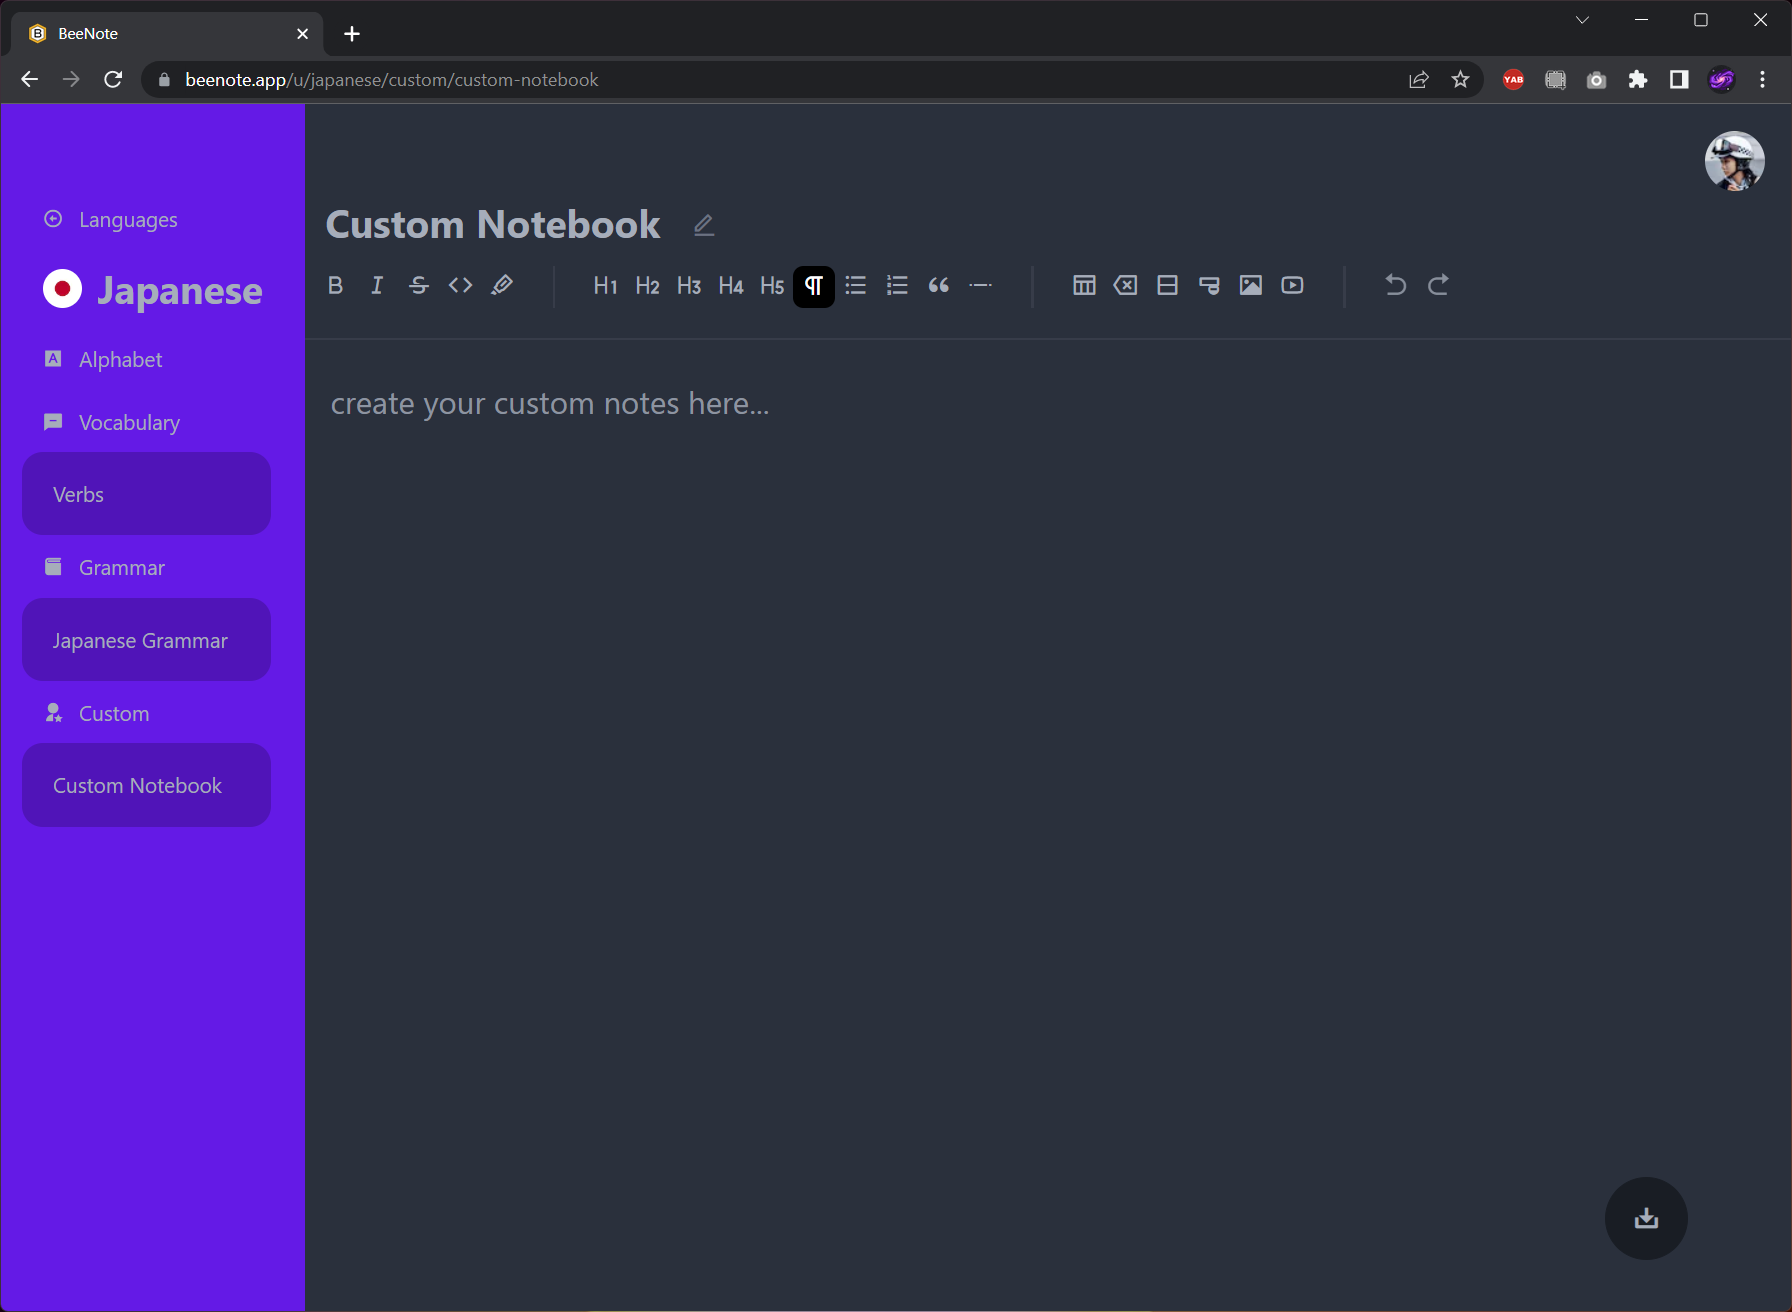 BeeNote
beenote.app/u/japanese/custom/custom-notebook
YAB
Languages
Japanese
A Alphabet
Vocabulary
Verbs
Grammar
Japanese Grammar
Custom
Custom Notebook
Custom Notebook
B I S <> H1 H2 H3 H4 H5 ¶ “
create your custom notes here...